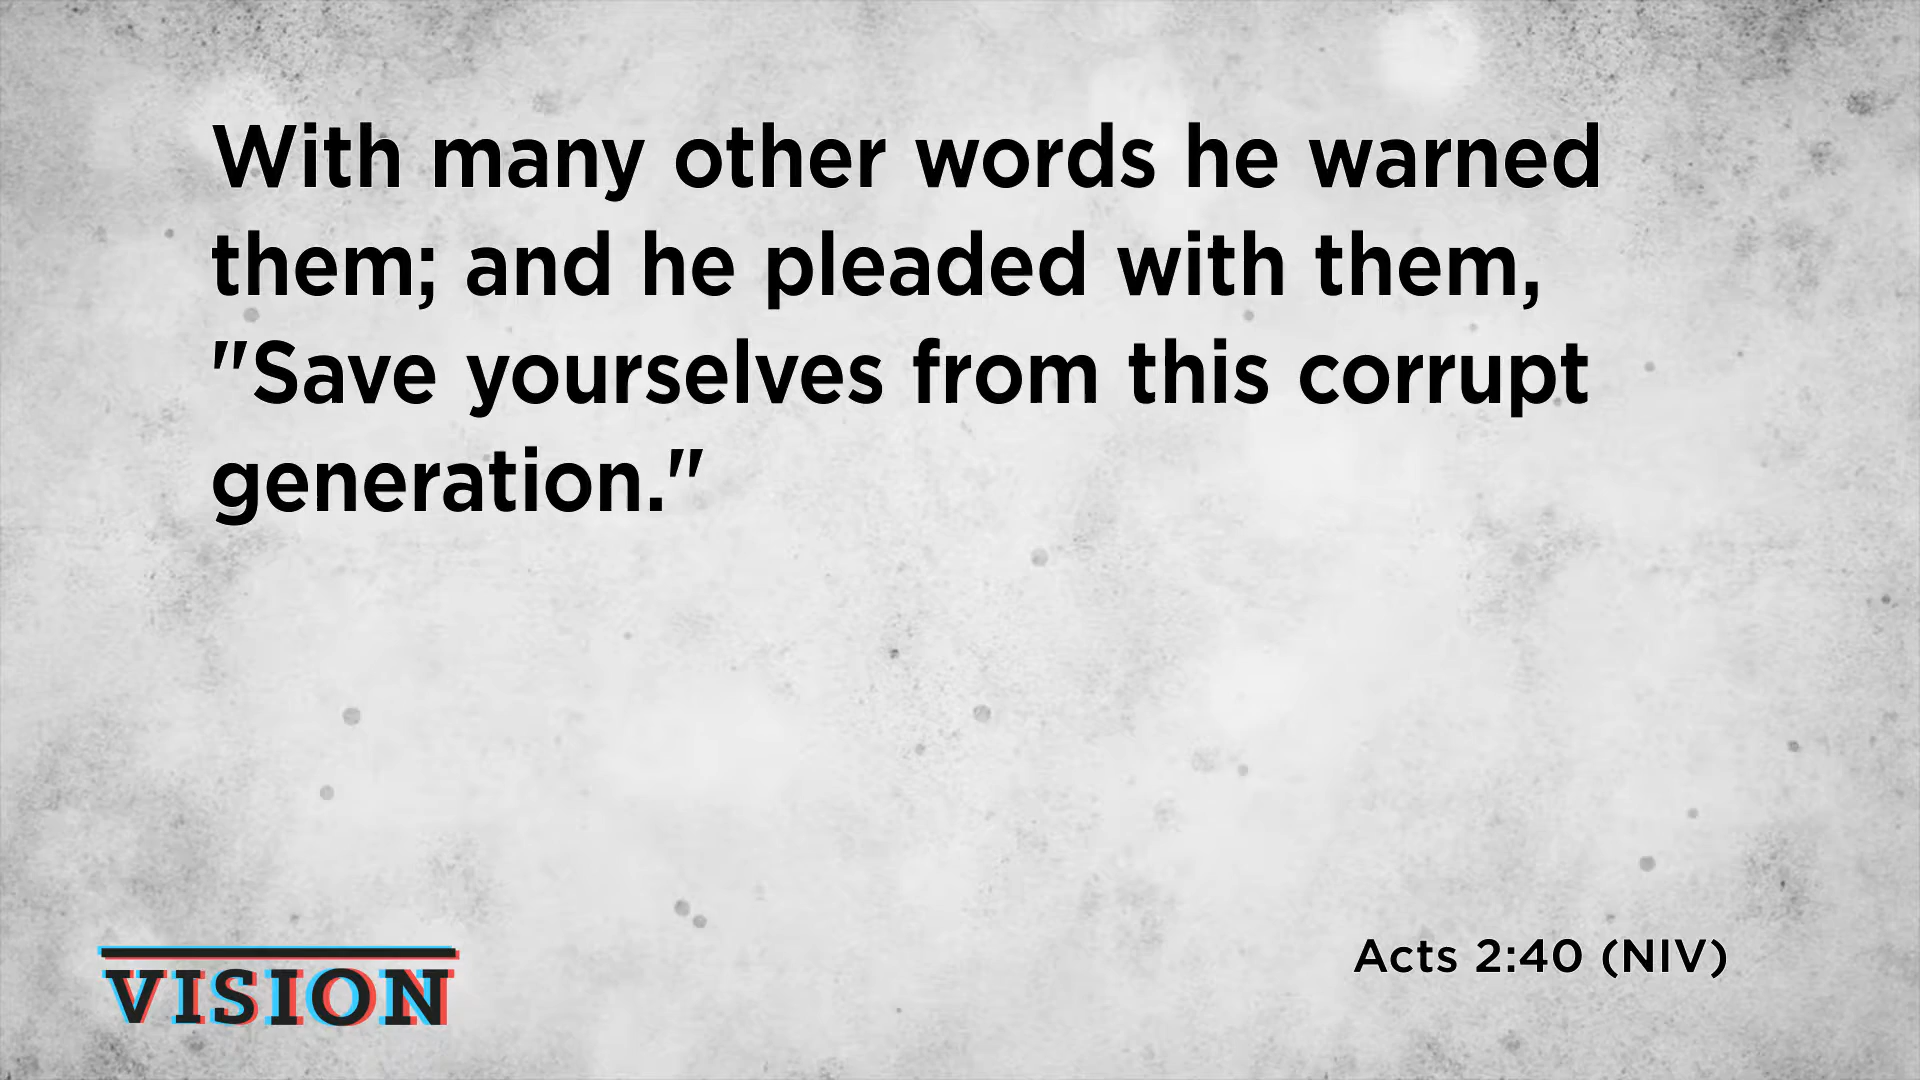 With many other words he warned
them; and he pleaded with them,
"Save yourselves from this corrupt
generation."
VISION
Acts 2:40 (NIV)